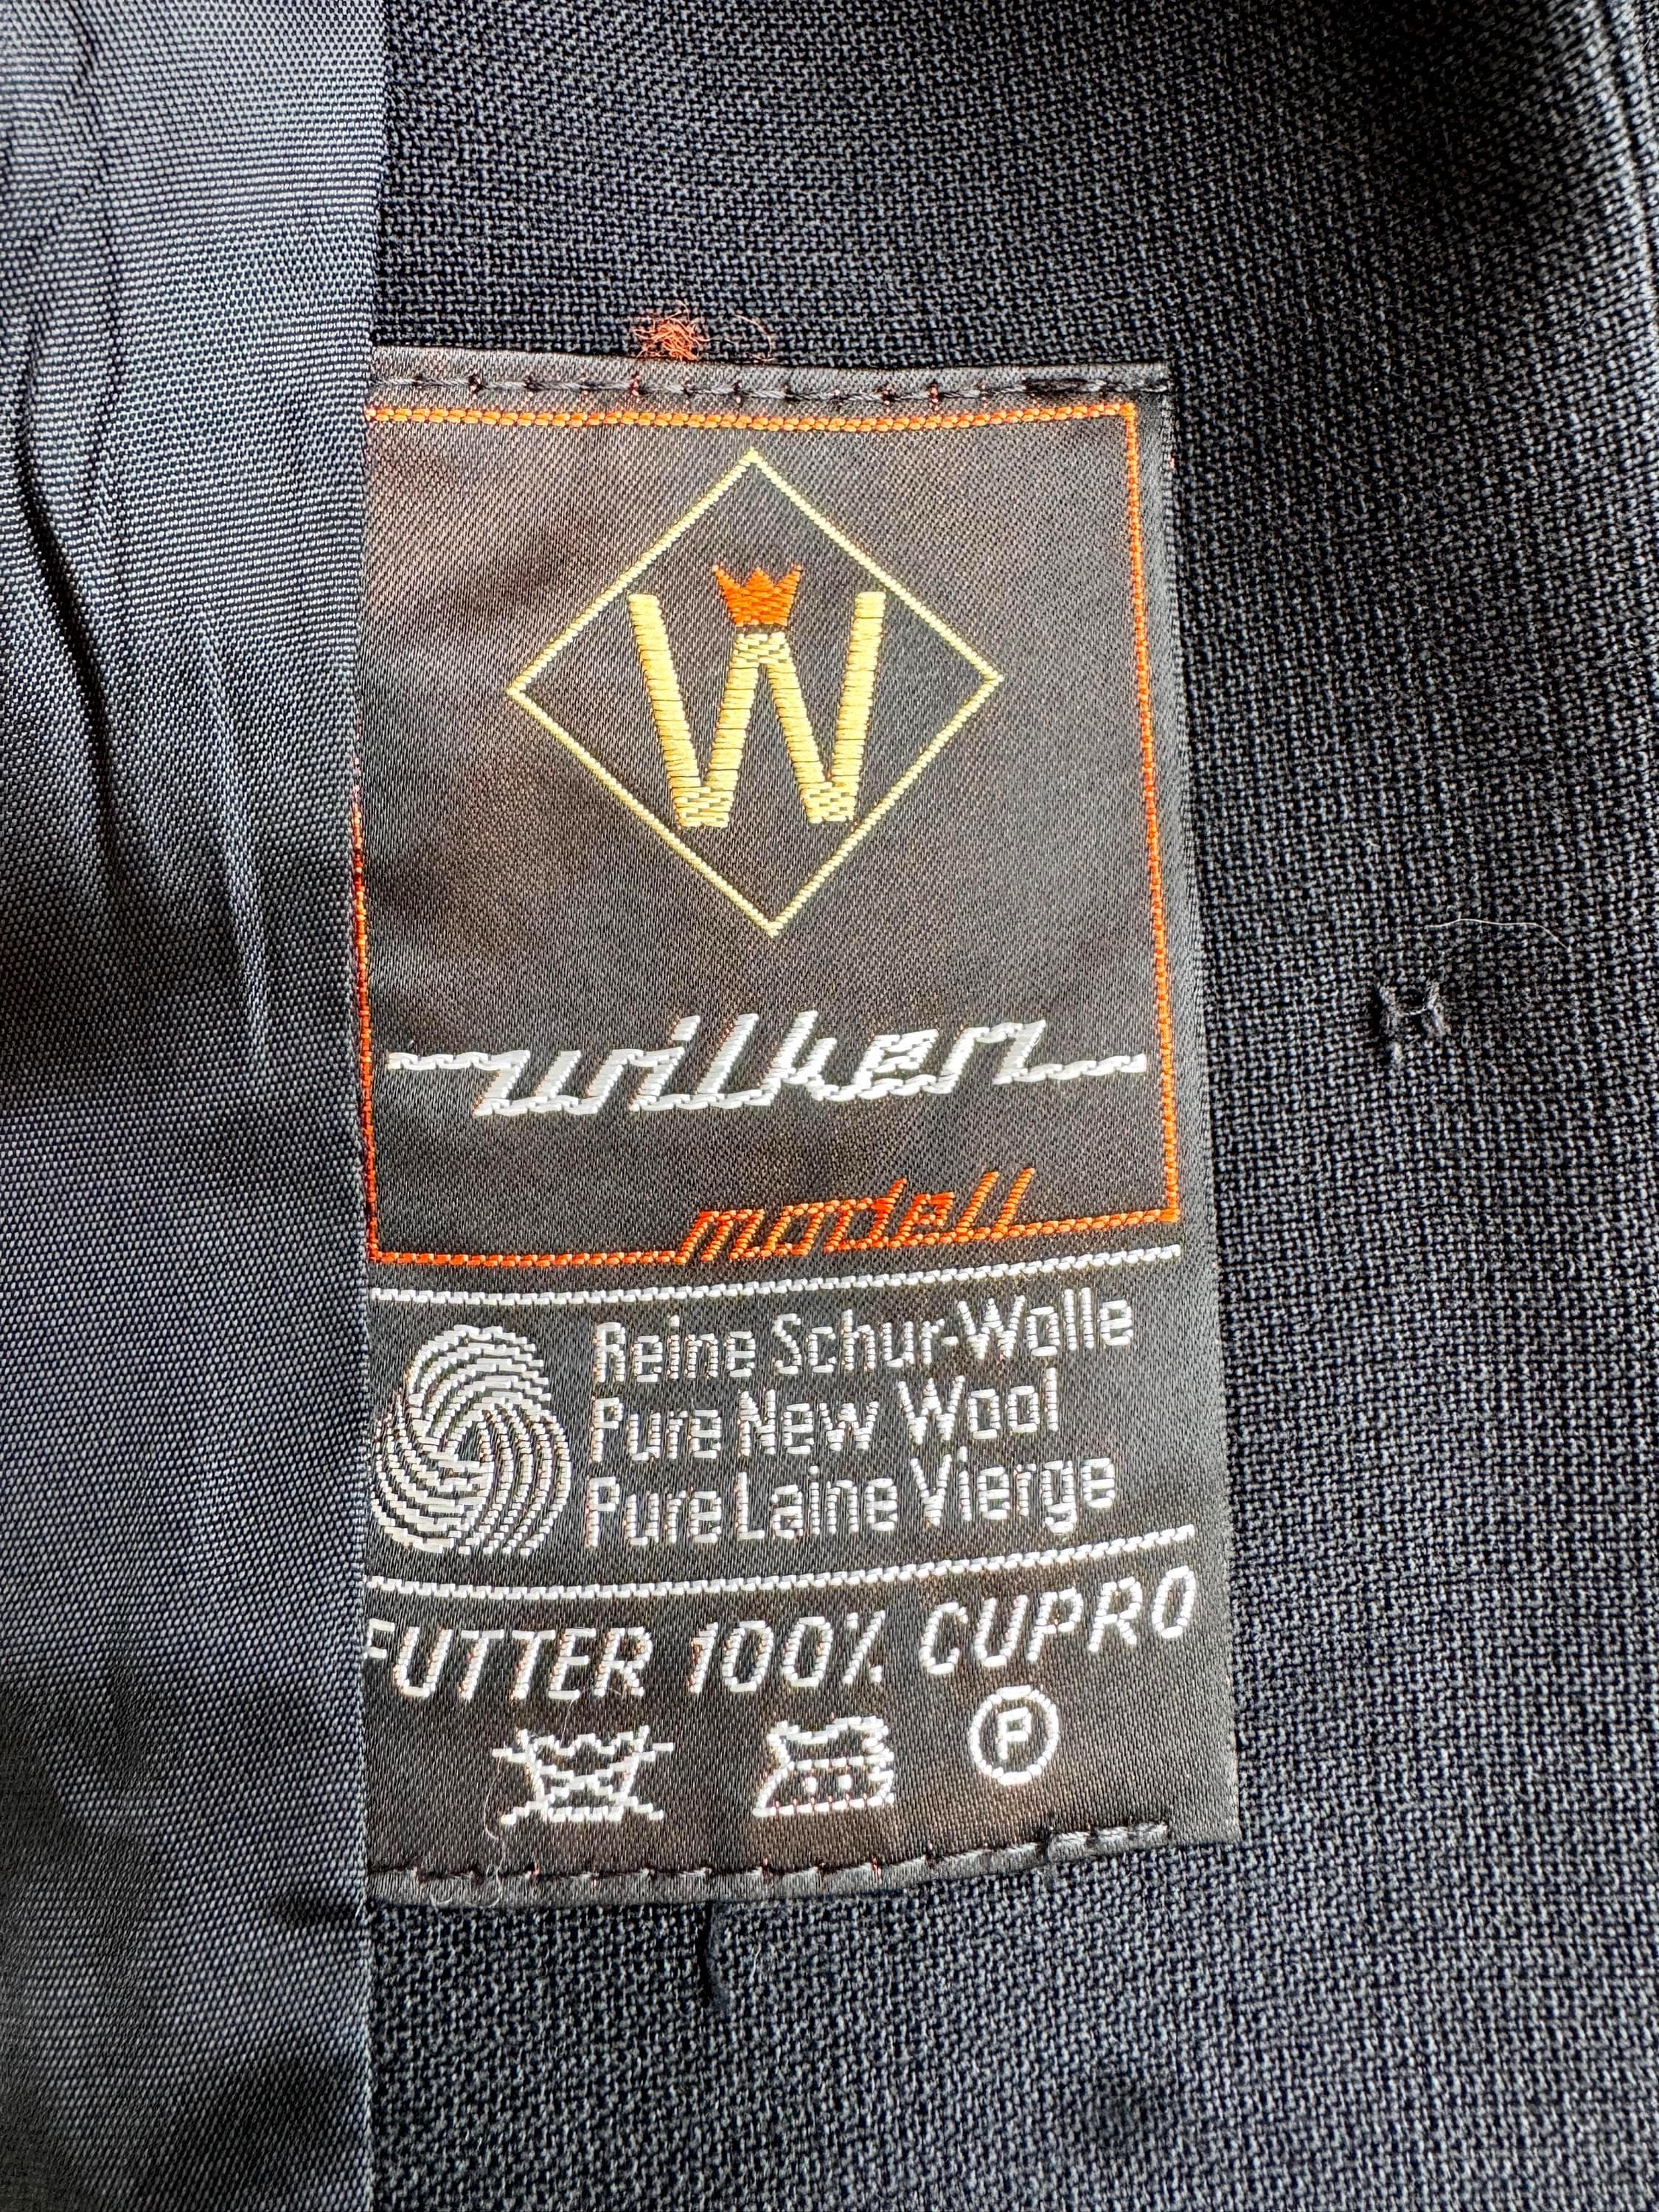 W
wilken
modell
Reine Schur-Wolle
Pure New Wool
Pure Laine Vierge
FUTTER 100% CUPRO
P